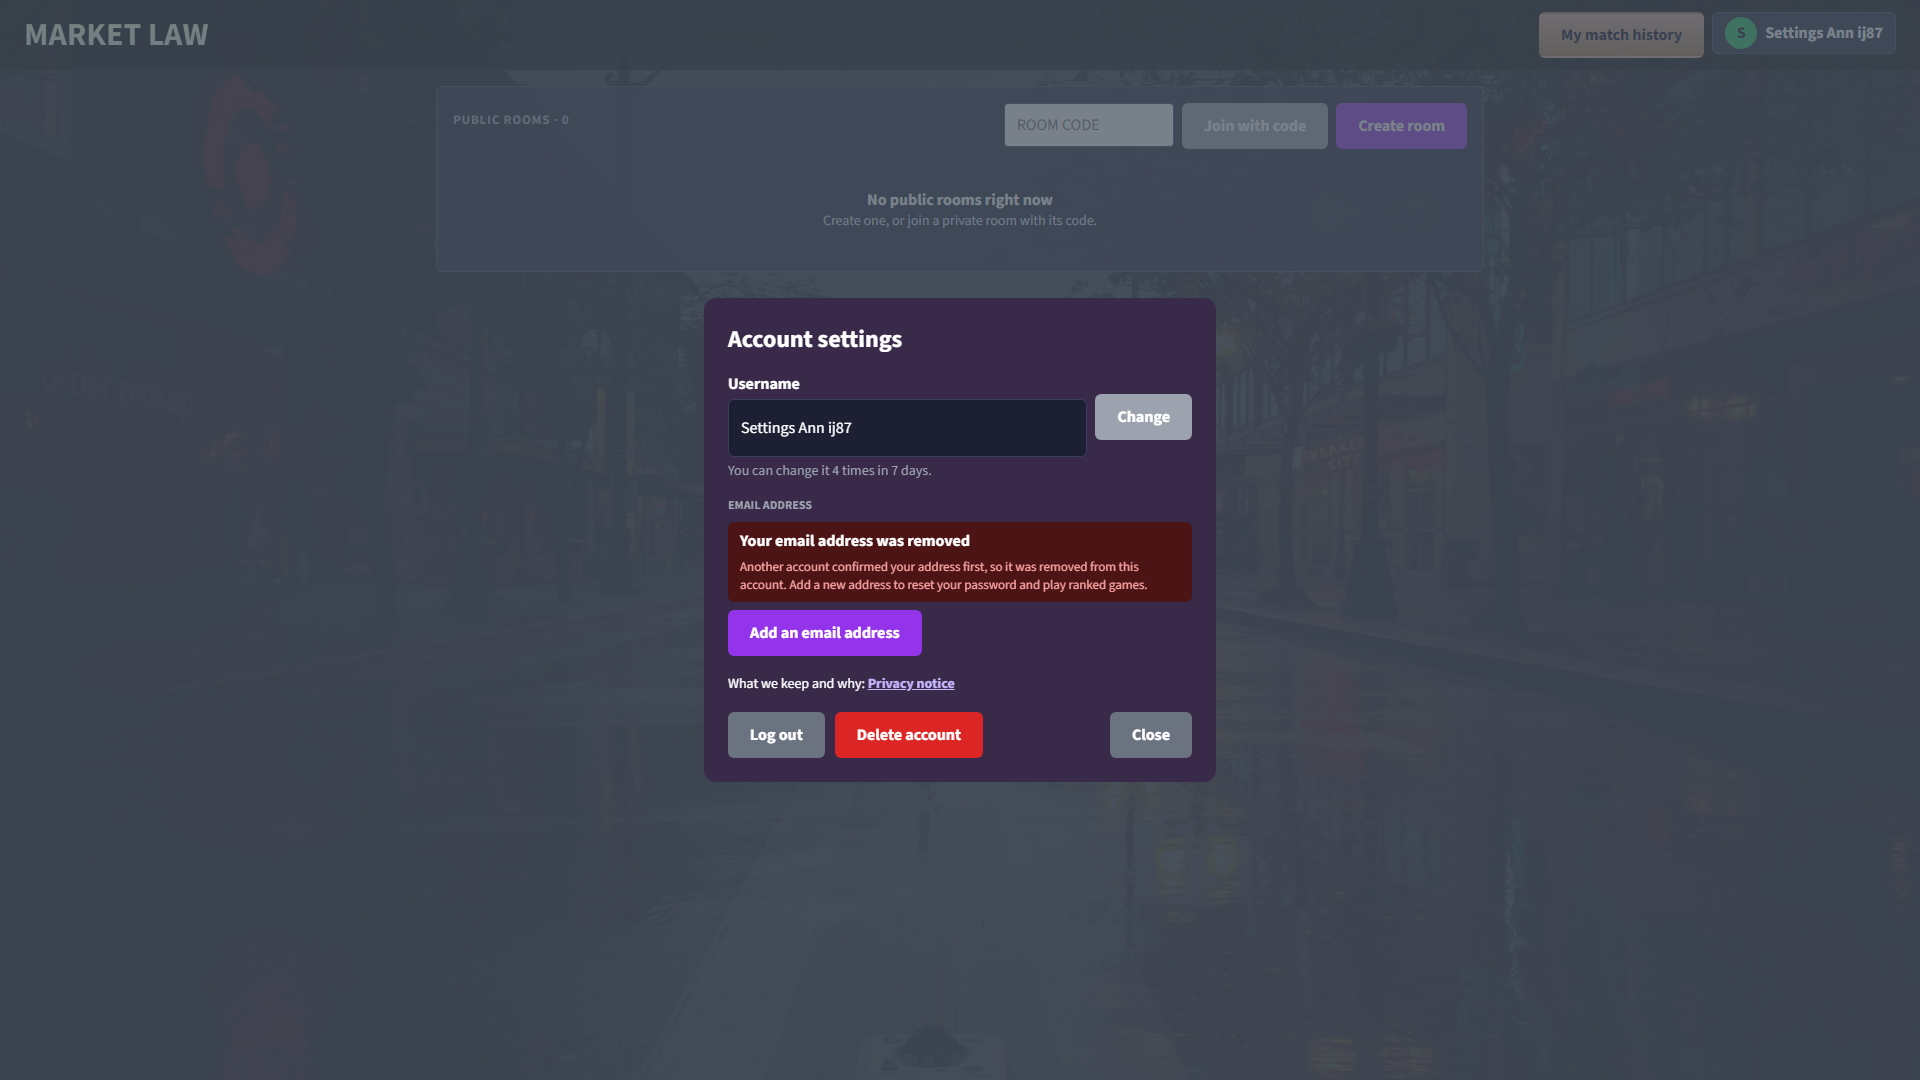 MARKET LAW
My match history
S
Settings Ann ij87
PUBLIC ROOMS · 0
ROOM CODE
Join with code
Create room
No public rooms right now
Create one, or join a private room with its code.
order pickup
SNEAKER
CITY
Account settings
Username
Settings Ann ij87
Change
You can change it 4 times in 7 days.
EMAIL ADDRESS
Your email address was removed
Another account confirmed your address first, so it was removed from this
account. Add a new address to reset your password and play ranked games.
Add an email address
What we keep and why: Privacy notice
Log out
Delete account
Close